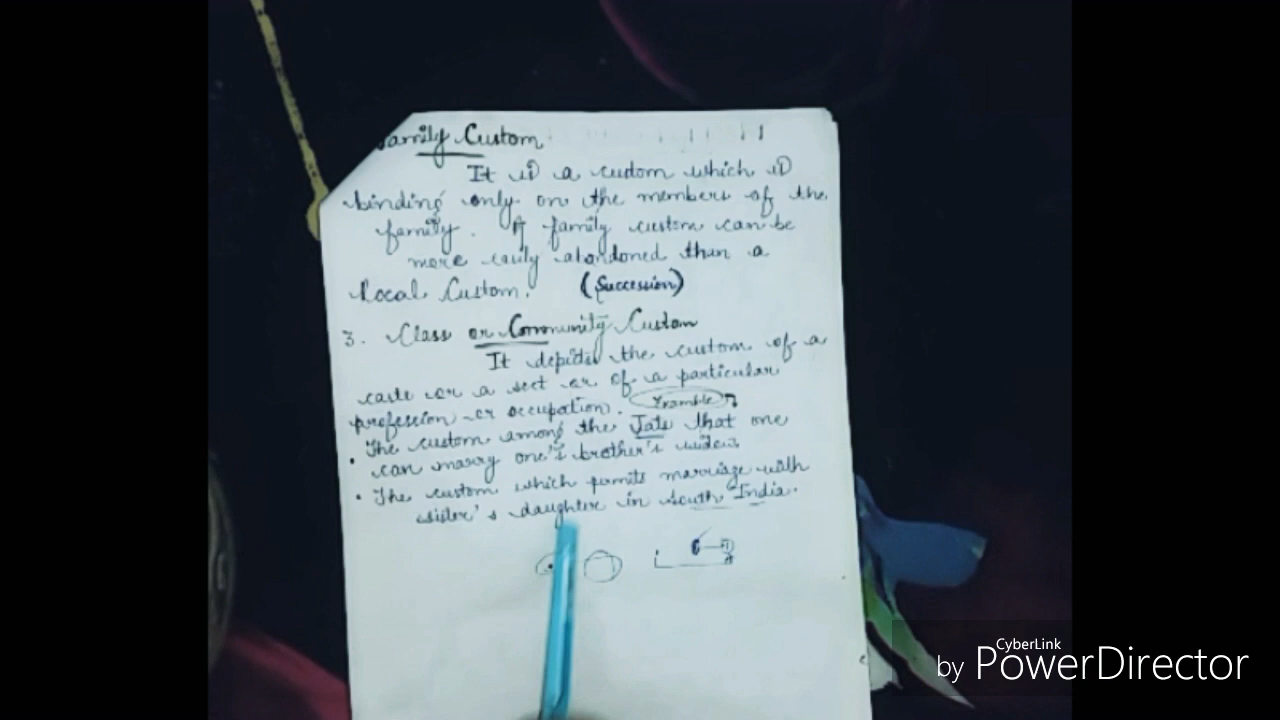 Family Custom
It is a custom which is
binding only on the members of the
family. A family custom can be
more easily abandoned than a
Local Custom. (Succession)
3. Class or Community Custom
It depicts the custom of a
caste or a sect or of a particular
profession or occupation.
• The custom among the Jats that one
can marry one's brother's widow.
• The custom which permits marriage with
sister's daughter in South India.
CyberLink
by PowerDirector